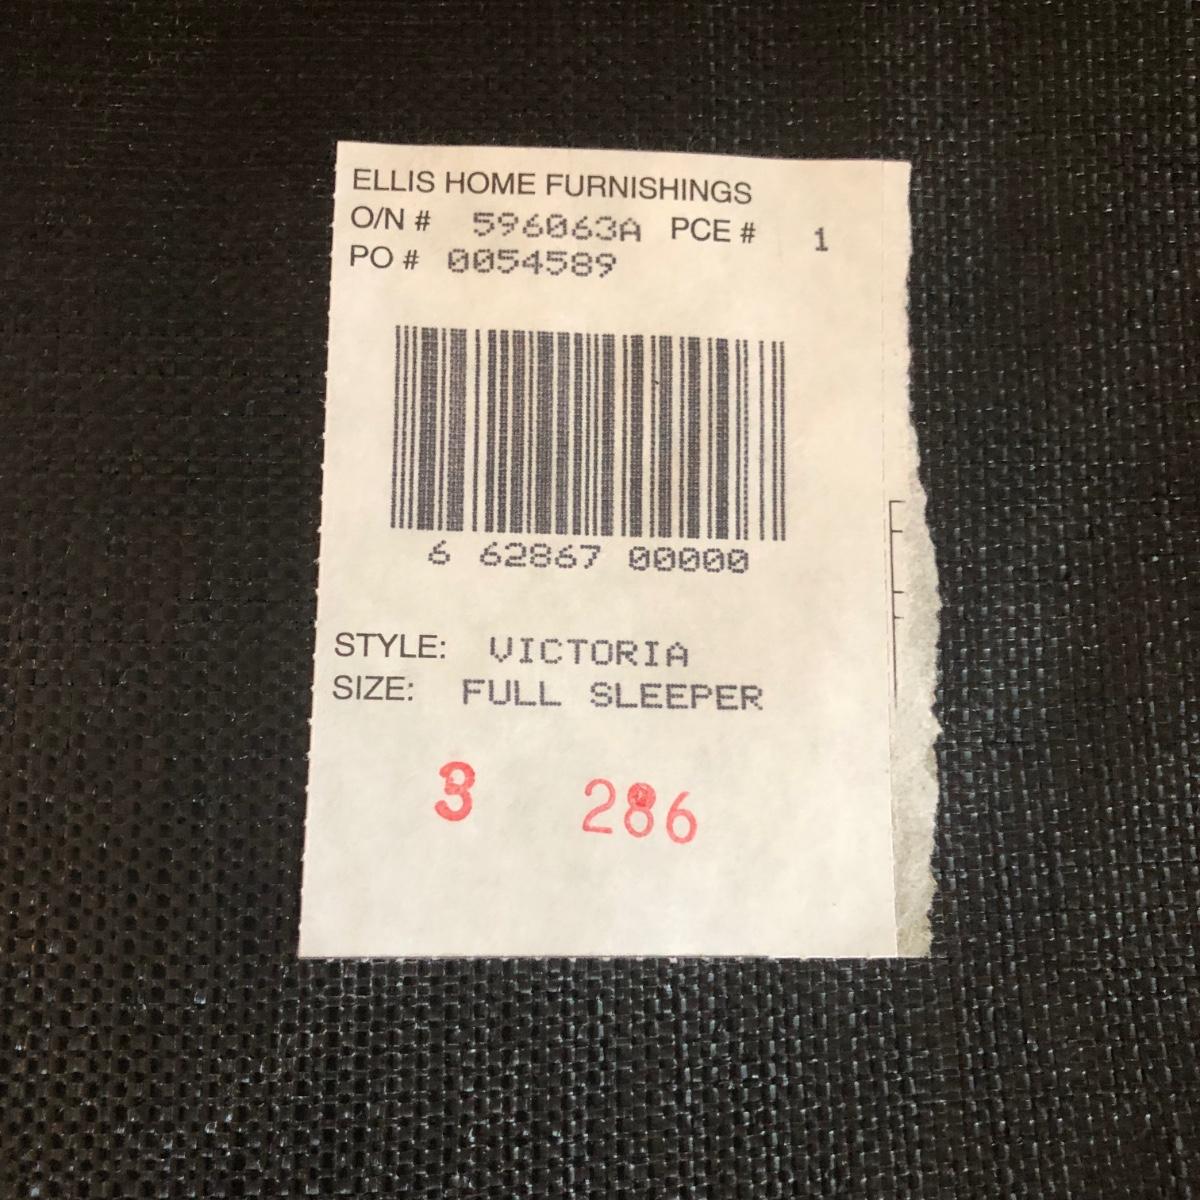 ELLIS HOME FURNISHINGS
O/N # 596063A PCE # 1
PO # 0054589
6 62867 00000
STYLE: VICTORIA
SIZE: FULL SLEEPER
3 286